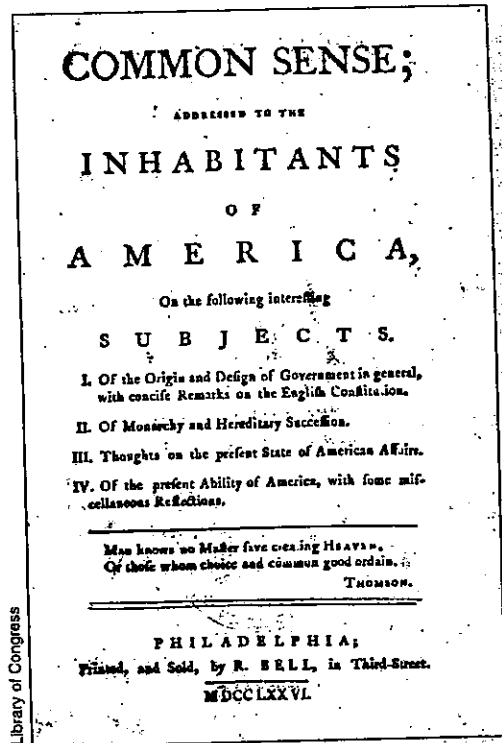 COMMON SENSE;
ADDRESSED TO THE
INHABITANTS
OF
AMERICA,
On the following interesting
SUBJECTS.
I. Of the Origin and Design of Government in general,
with concise Remarks on the English Constitution.
II. Of Monarchy and Hereditary Succession.
III. Thoughts on the present State of American Affairs.
IV. Of the present Ability of America, with some mis-
cellaneous Reflections.
Man knows no Master save creating HEAVEN,
Or those whom choice and common good ordain.
THOMSON.
PHILADELPHIA;
Printed, and Sold, by R. BELL, in Third-Street.
MDCCLXXVI.
Library of Congress